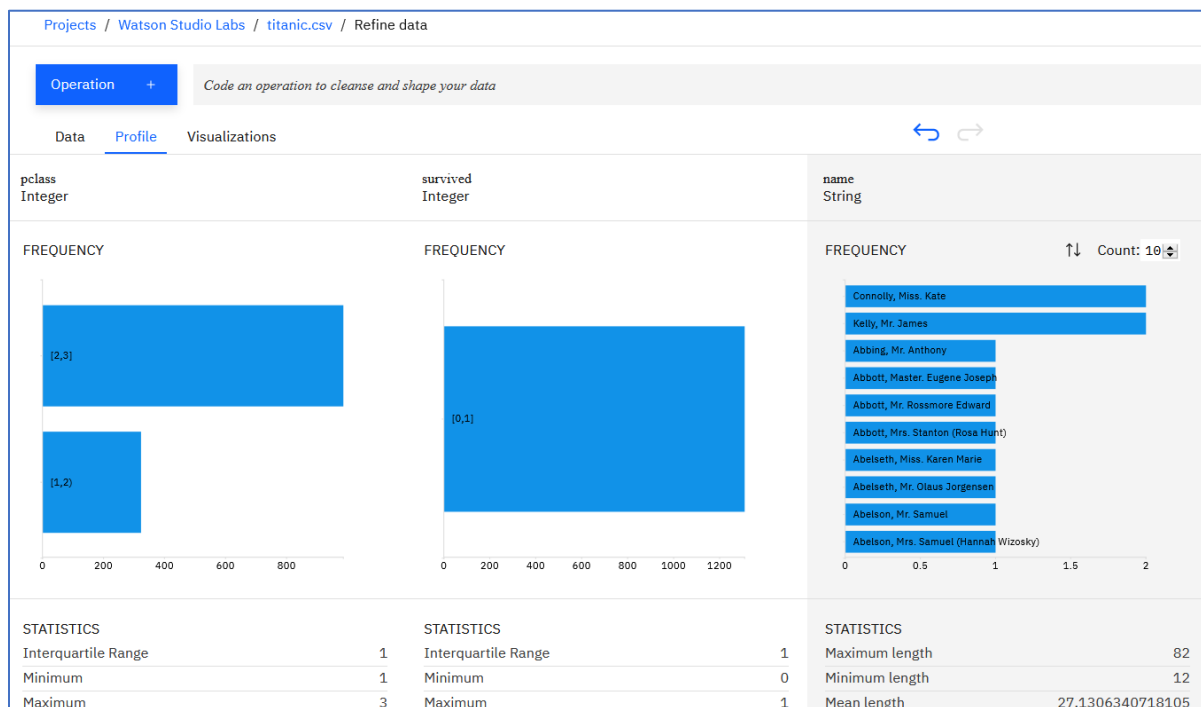 Projects / Watson Studio Labs / titanic.csv / Refine data
Operation +
Code an operation to cleanse and shape your data
Data Profile Visualizations
pclass
Integer
survived
Integer
name
String
FREQUENCY
[2,3]
[1,2)
0 200 400 600 800
FREQUENCY
[0,1]
0 200 400 600 800 1000 1200
FREQUENCY Count: 10
Connolly, Miss. Kate
Kelly, Mr. James
Abbing, Mr. Anthony
Abbott, Master. Eugene Joseph
Abbott, Mr. Rossmore Edward
Abbott, Mrs. Stanton (Rosa Hunt)
Abelseth, Miss. Karen Marie
Abelseth, Mr. Olaus Jorgensen
Abelson, Mr. Samuel
Abelson, Mrs. Samuel (Hannah Wizosky)
0 0.5 1 1.5 2
STATISTICS
Interquartile Range 1
Minimum 1
Maximum 3
STATISTICS
Interquartile Range 1
Minimum 0
Maximum 1
STATISTICS
Maximum length 82
Minimum length 12
Mean length 27.1306340718105